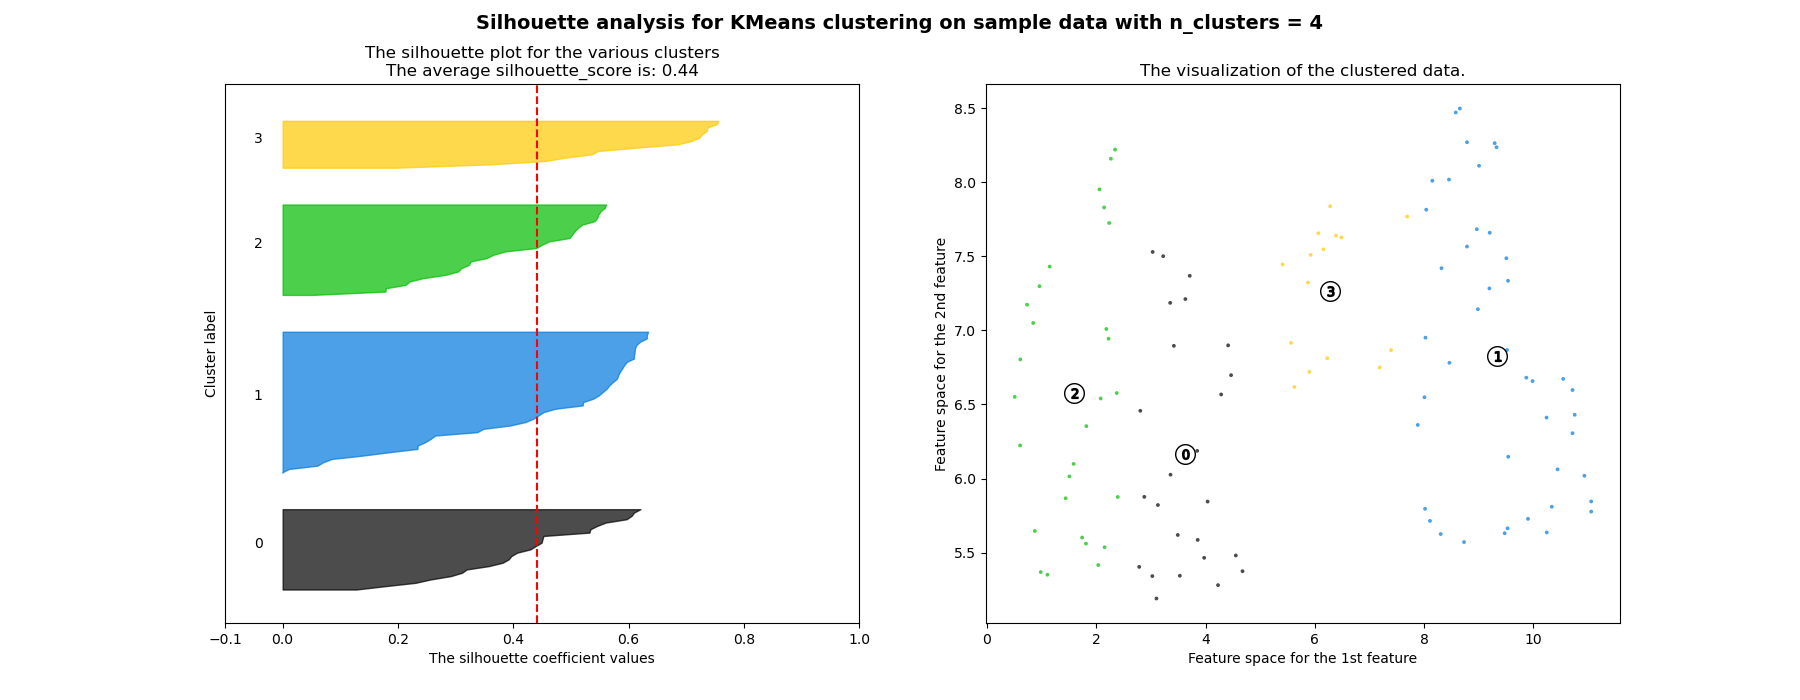 Silhouette analysis for KMeans clustering on sample data with n_clusters = 4
The silhouette plot for the various clusters
The average silhouette_score is: 0.44
3
2
1
0
Cluster label
−0.1 0.0 0.2 0.4 0.6 0.8 1.0
The silhouette coefficient values
The visualization of the clustered data.
8.5
8.0
7.5
7.0
6.5
6.0
5.5
Feature space for the 2nd feature
3
1
2
0
0 2 4 6 8 10
Feature space for the 1st feature